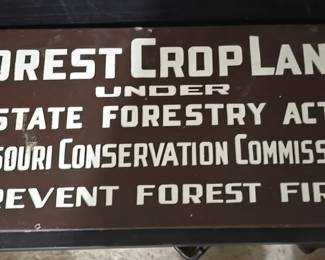 OREST CROP LAN
UNDER
STATE FORESTRY ACT
SOURI CONSERVATION COMMISS
REVENT FOREST FIR